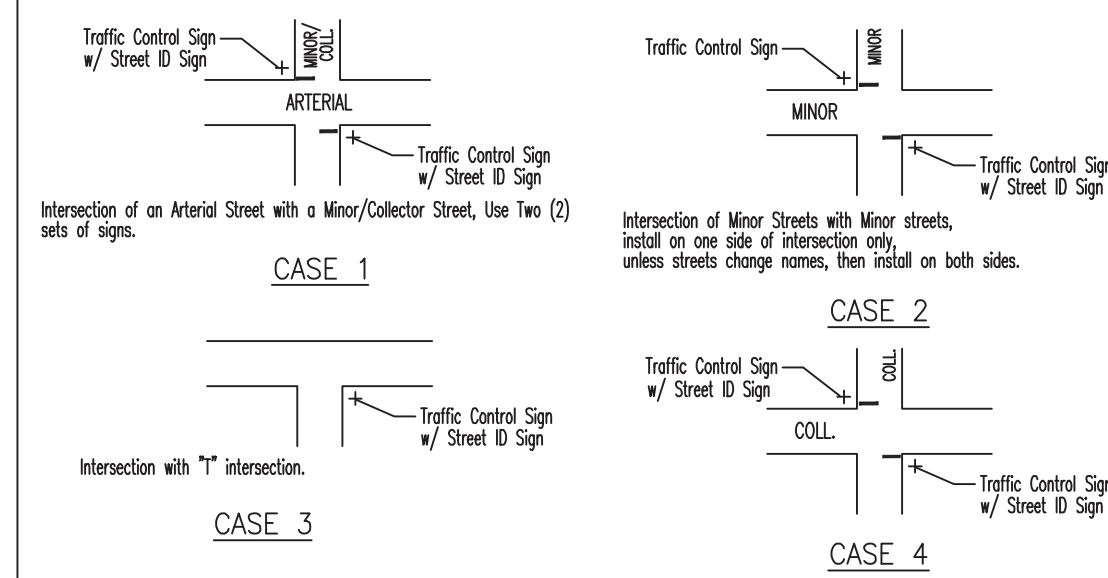 Traffic Control Sign
w/ Street ID Sign
MINOR/
COLL.
ARTERIAL
Traffic Control Sign
w/ Street ID Sign
Intersection of an Arterial Street with a Minor/Collector Street, Use Two (2)
sets of signs.
CASE 1
Traffic Control Sign
MINOR
MINOR
Traffic Control Sign
w/ Street ID Sign
Intersection of Minor Streets with Minor streets,
install on one side of intersection only,
unless streets change names, then install on both sides.
CASE 2
Traffic Control Sign
w/ Street ID Sign
Intersection with "T" intersection.
CASE 3
Traffic Control Sign
w/ Street ID Sign
COLL.
COLL.
Traffic Control Sign
w/ Street ID Sign
CASE 4